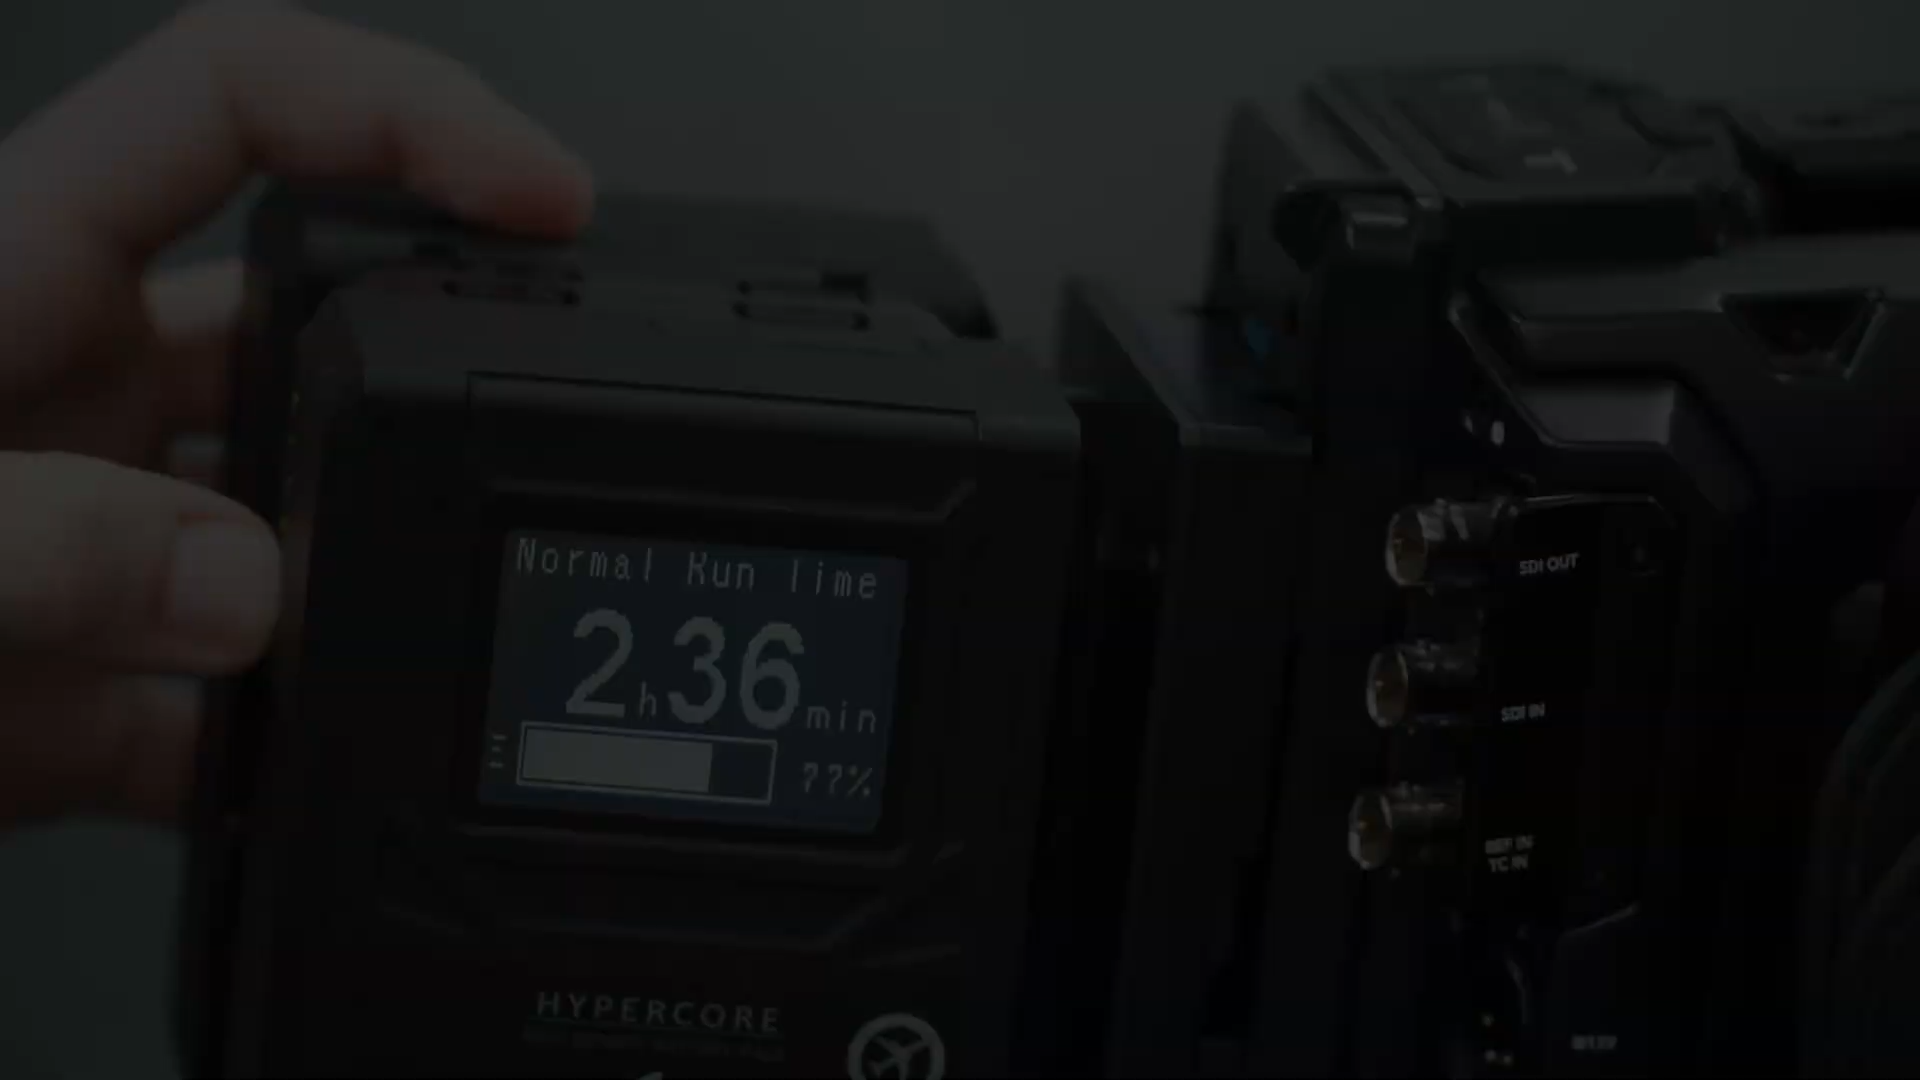 Normal Run Time
2h36min
??%
SDI OUT
SDI IN
REF IN
TC IN
HYPERCORE